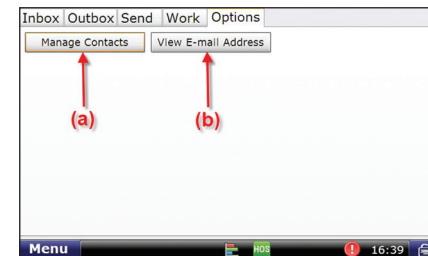 Inbox Outbox Send Work Options
Manage Contacts View E-mail Address
(a) (b)
Menu HOS ! 16:39